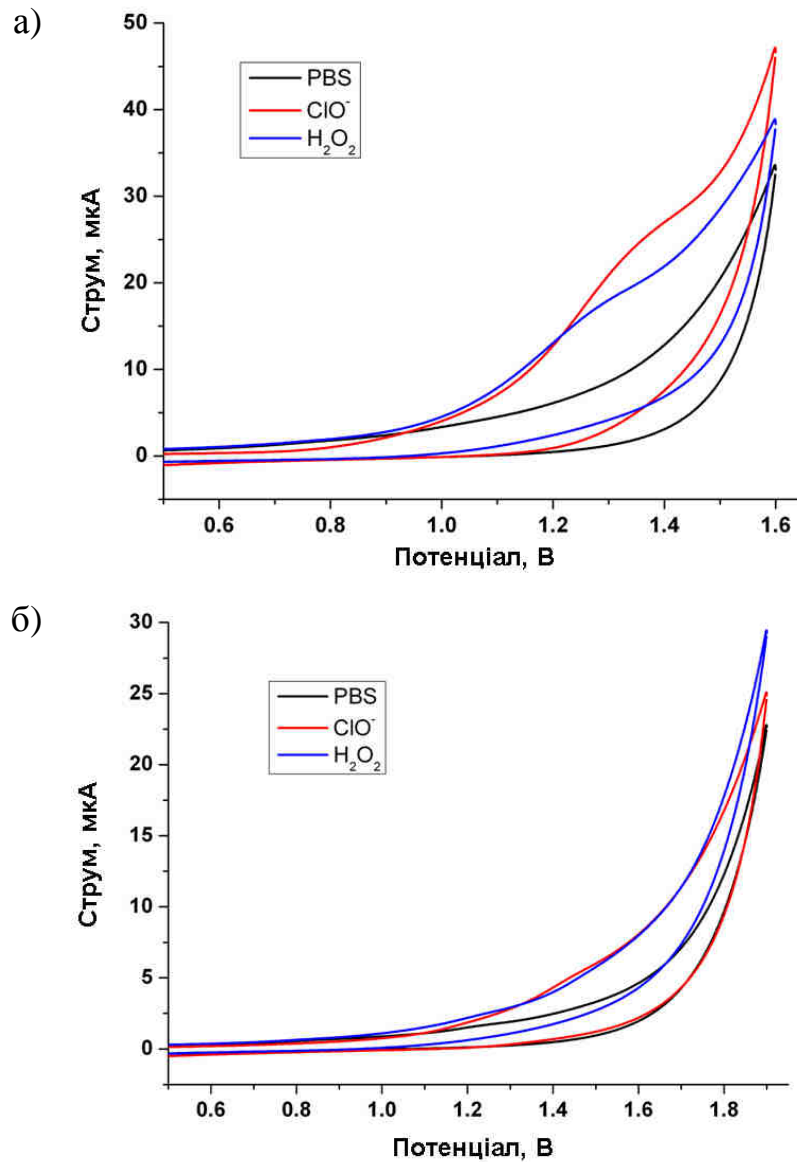 а)
50
40
30
20
10
0
Струм, мкА
PBS
ClO⁻
H₂O₂
0.6 0.8 1.0 1.2 1.4 1.6
Потенціал, В
б)
30
25
20
15
10
5
0
Струм, мкА
PBS
ClO⁻
H₂O₂
0.6 0.8 1.0 1.2 1.4 1.6 1.8
Потенціал, В